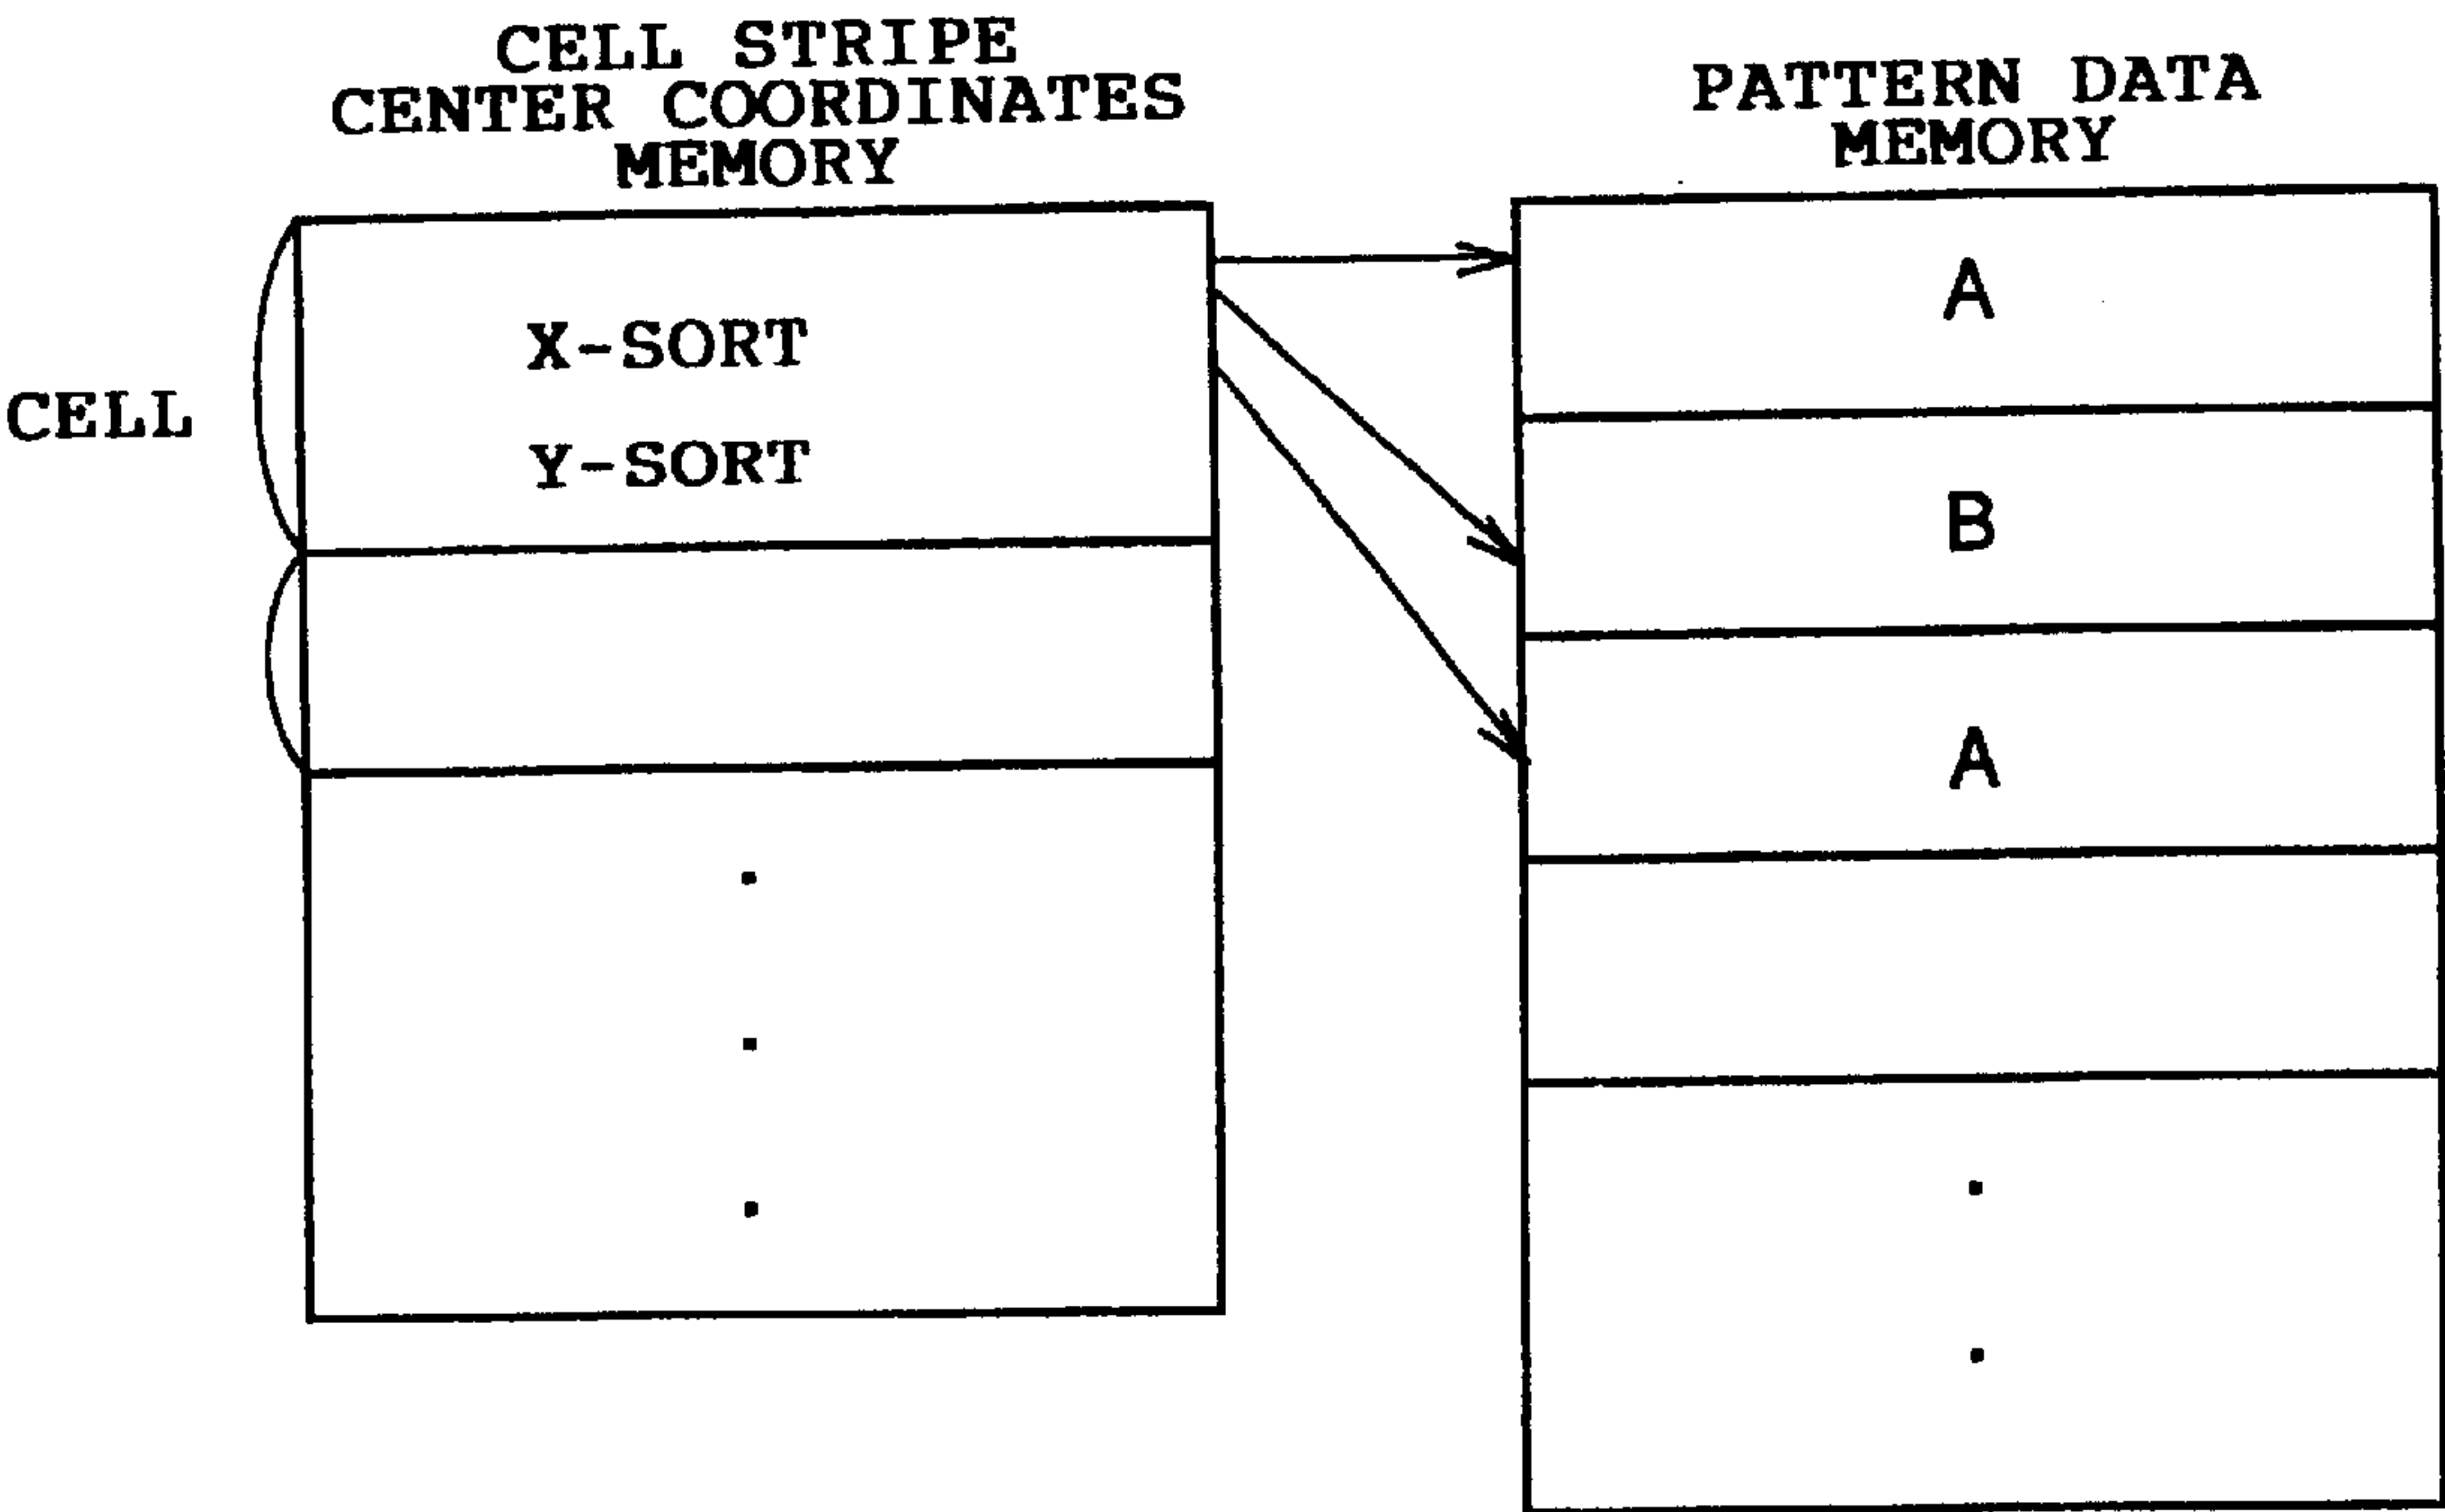 CELL STRIPE
CENTER COORDINATES
MEMORY
PATTERN DATA
MEMORY
CELL
X-SORT
Y-SORT
A
B
A